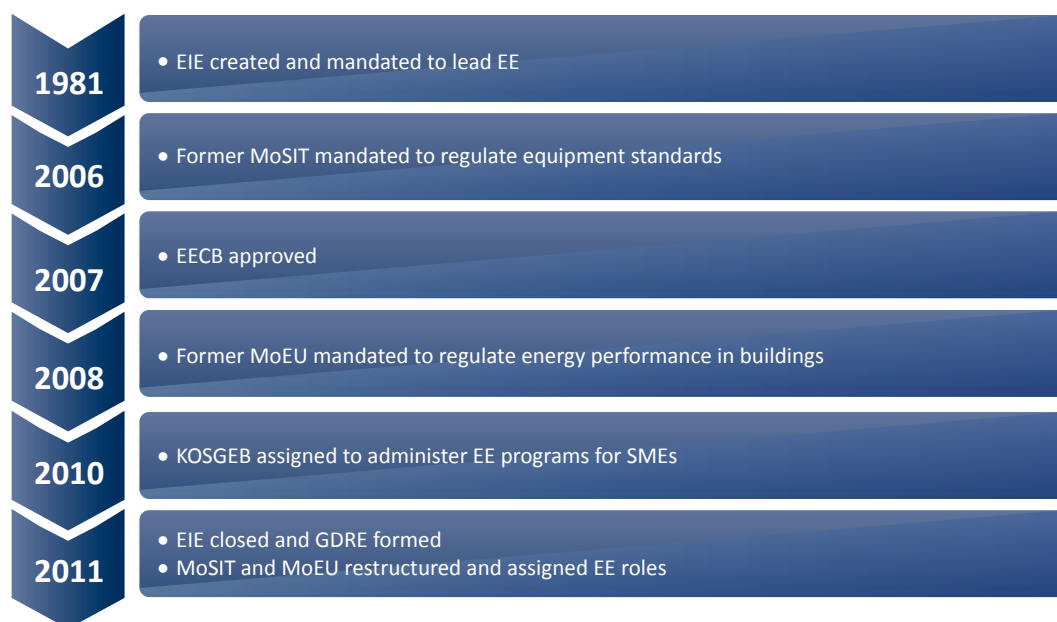 1981
• EIE created and mandated to lead EE
2006
• Former MoSIT mandated to regulate equipment standards
2007
• EECB approved
2008
• Former MoEU mandated to regulate energy performance in buildings
2010
• KOSGEB assigned to administer EE programs for SMEs
2011
• EIE closed and GDRE formed
• MoSIT and MoEU restructured and assigned EE roles